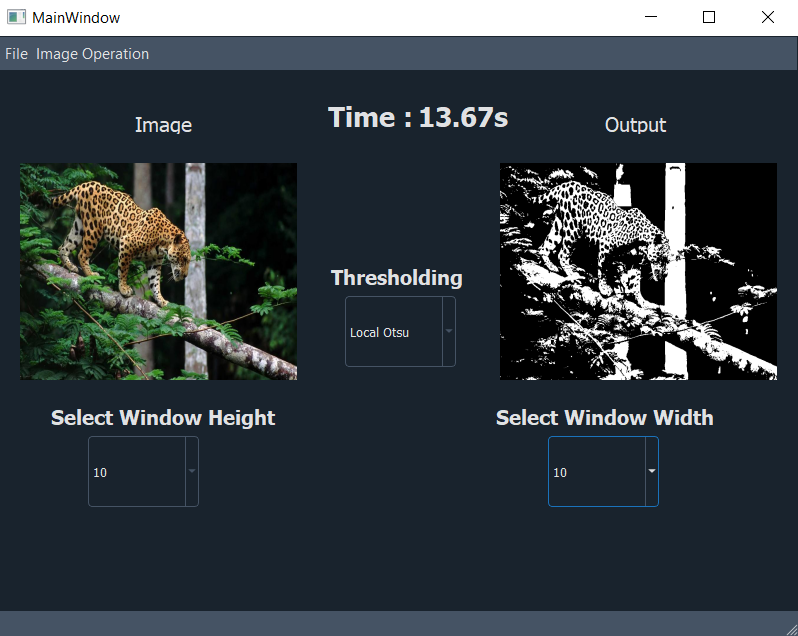 MainWindow
File Image Operation
Image
Time : 13.67s
Output
Thresholding
Local Otsu
Select Window Height
10
Select Window Width
10